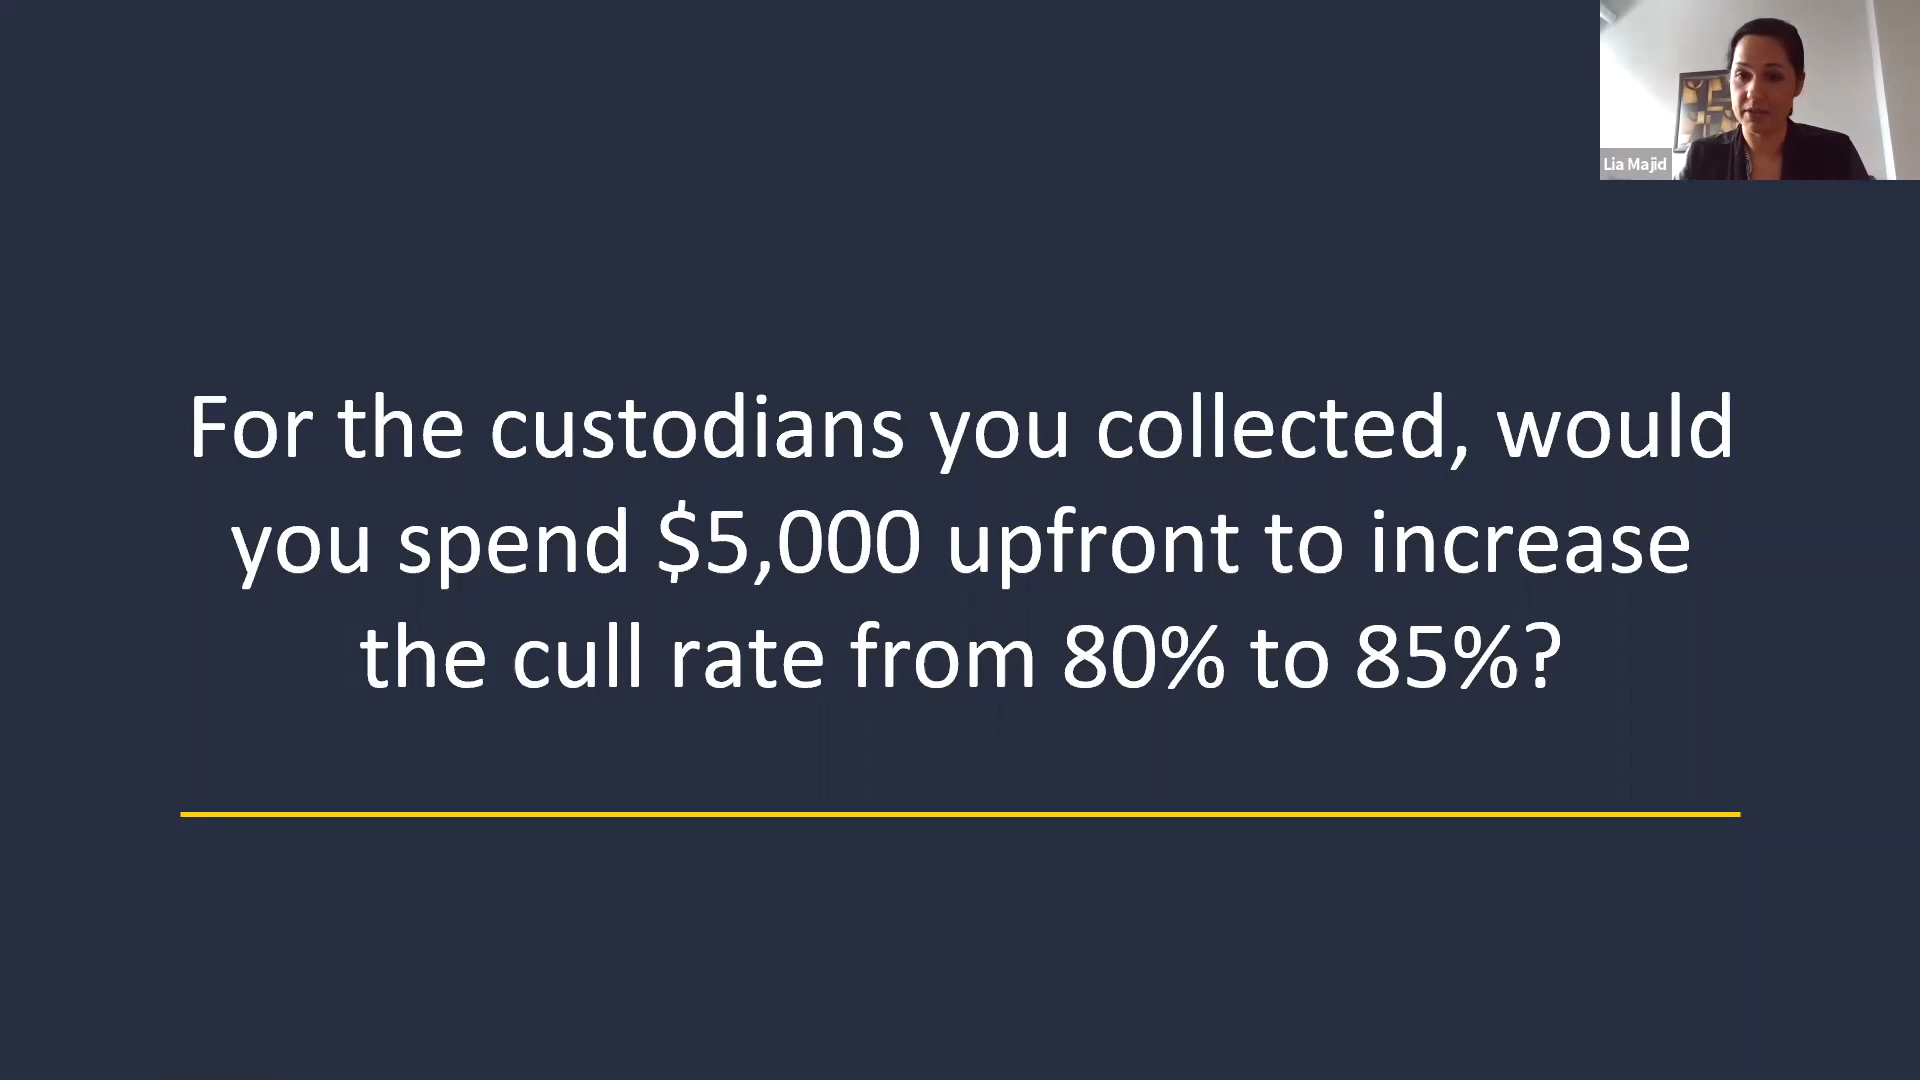 Lia Majid
For the custodians you collected, would
you spend $5,000 upfront to increase
the cull rate from 80% to 85%?